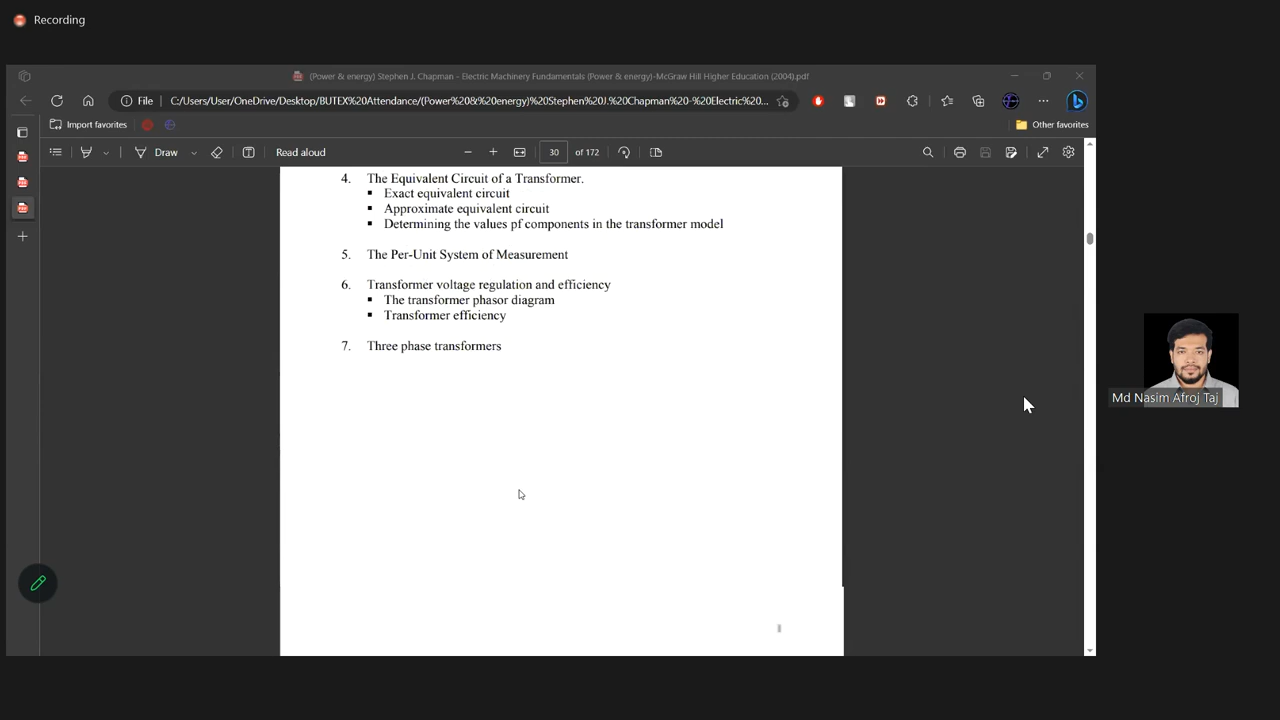 Recording
(Power & energy) Stephen J. Chapman - Electric Machinery Fundamentals (Power & energy)-McGraw Hill Higher Education (2004).pdf
File
C:/Users/User/OneDrive/Desktop/BUTEX%20Attendance/(Power%20&%20energy)%20Stephen%20J.%20Chapman%20-%20Electric%20...
Import favorites
Other favorites
Draw
Read aloud
30 of 172
4. The Equivalent Circuit of a Transformer.
▪ Exact equivalent circuit
▪ Approximate equivalent circuit
▪ Determining the values pf components in the transformer model
5. The Per-Unit System of Measurement
6. Transformer voltage regulation and efficiency
▪ The transformer phasor diagram
▪ Transformer efficiency
7. Three phase transformers
Md Nasim Afroj Taj